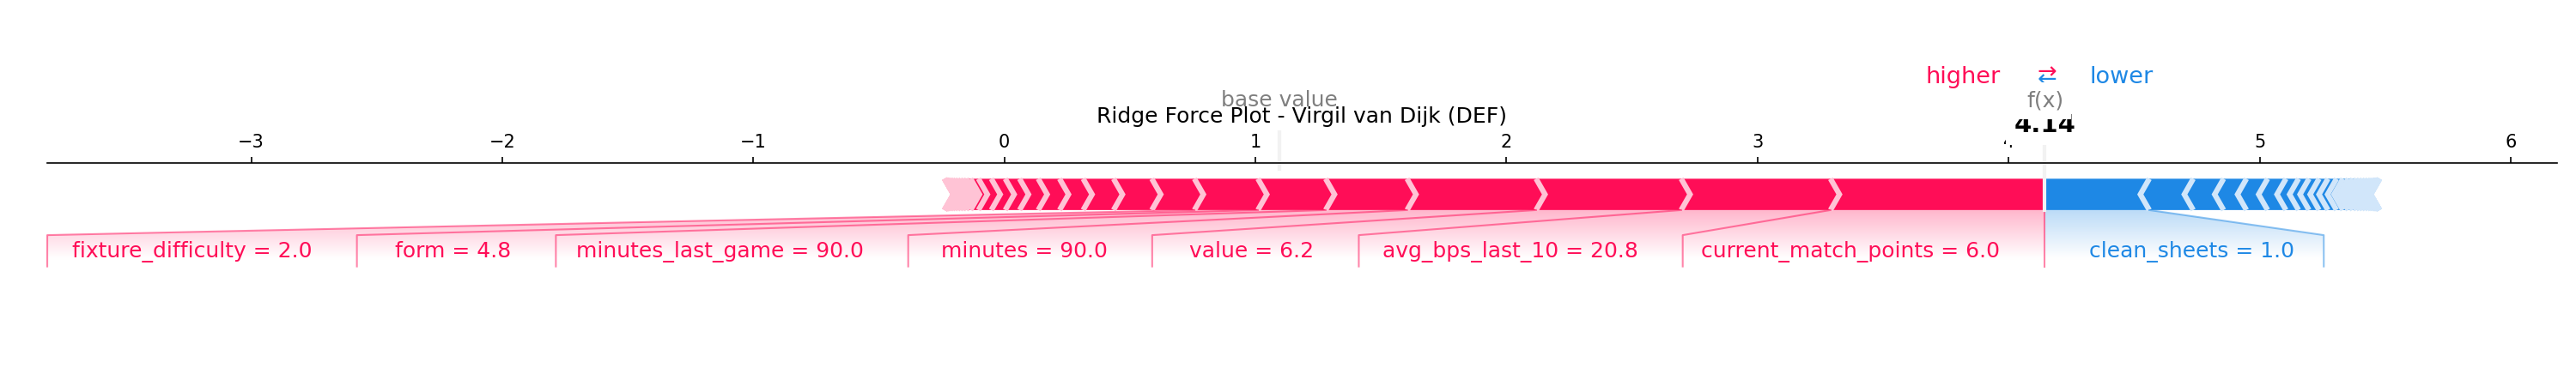 higher ⇄ lower
base value
f(x)
Ridge Force Plot - Virgil van Dijk (DEF)
4.14
−3 −2 −1 0 1 2 3 5 6
fixture_difficulty = 2.0 form = 4.8 minutes_last_game = 90.0 minutes = 90.0 value = 6.2 avg_bps_last_10 = 20.8 current_match_points = 6.0 clean_sheets = 1.0